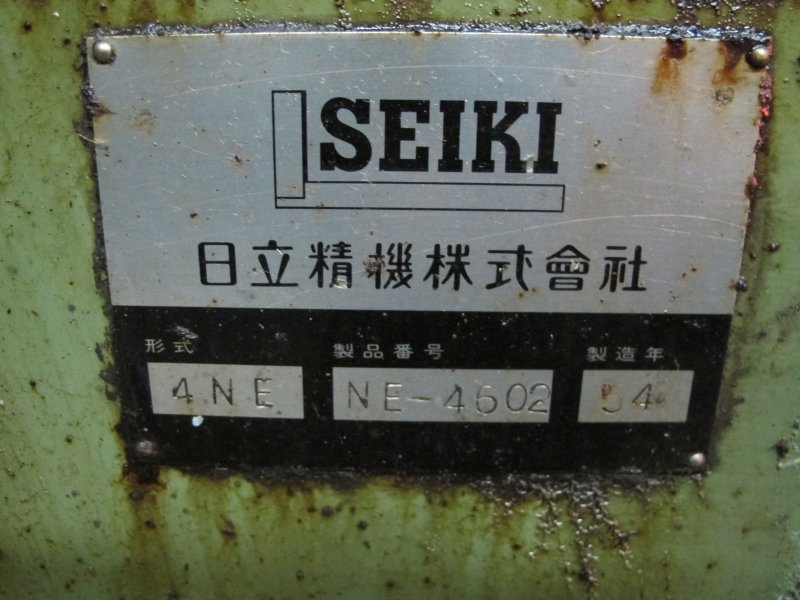 SEIKI
日立精機株式會社
形式 製品番号 製造年
4NE NE-4602 54